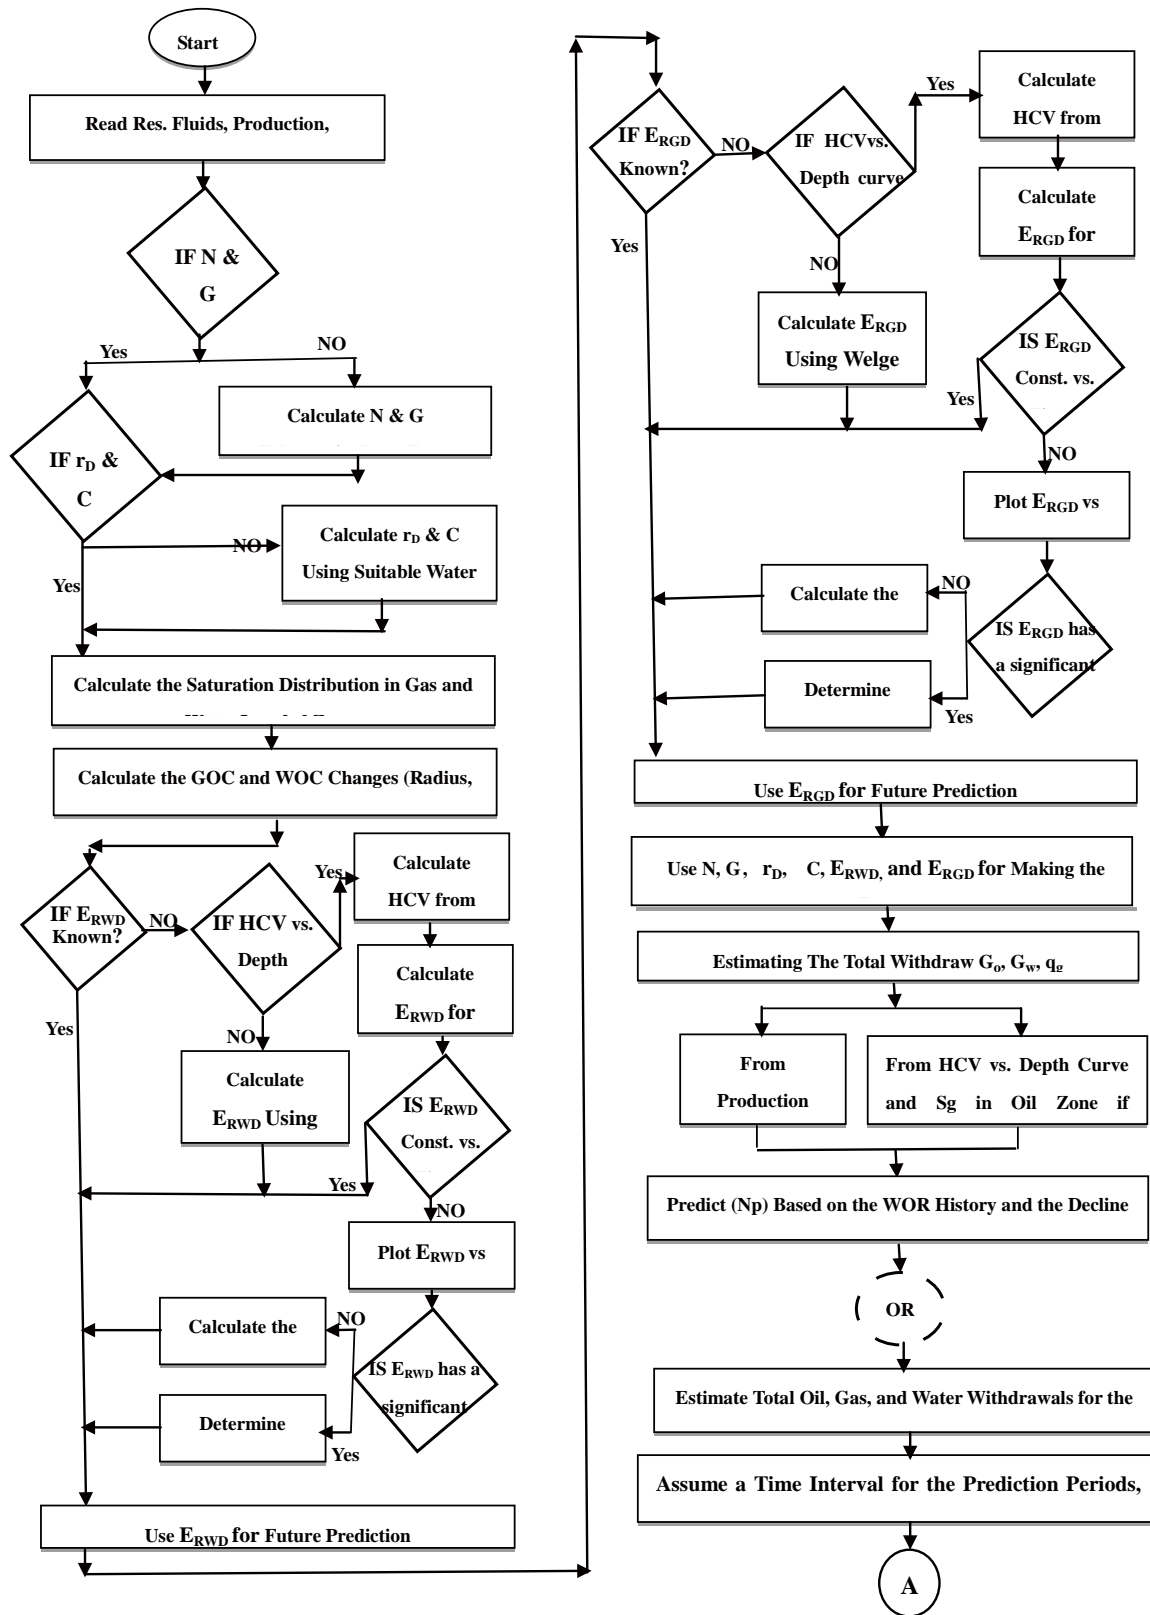 Start
Read Res. Fluids, Production,
IF N &
G
Yes
NO
Calculate N & G
IF rD &
C
NO
Calculate rD & C
Using Suitable Water
Yes
Calculate the Saturation Distribution in Gas and
Calculate the GOC and WOC Changes (Radius,
IF ERWD
Known?
NO
IF HCV vs.
Depth
Yes
Calculate
HCV from
Calculate
ERWD for
Yes
NO
Calculate
ERWD Using
IS ERWD
Const. vs.
Yes
NO
Plot ERWD vs
Calculate the
NO
IS ERWD has a
significant
Determine
Yes
Use ERWD for Future Prediction
IF ERGD
Known?
NO
IF HCVvs.
Depth curve
Yes
Calculate
HCV from
Calculate
ERGD for
Yes
NO
Calculate ERGD
Using Welge
IS ERGD
Const. vs.
Yes
NO
Plot ERGD vs
Calculate the
NO
IS ERGD has
a significant
Determine
Yes
Use ERGD for Future Prediction
Use N, G, rD, C, ERWD, and ERGD for Making the
Estimating The Total Withdraw Go, Gw, qg
From
Production
From HCV vs. Depth Curve
and Sg in Oil Zone if
Predict (Np) Based on the WOR History and the Decline
OR
Estimate Total Oil, Gas, and Water Withdrawals for the
Assume a Time Interval for the Prediction Periods,
A